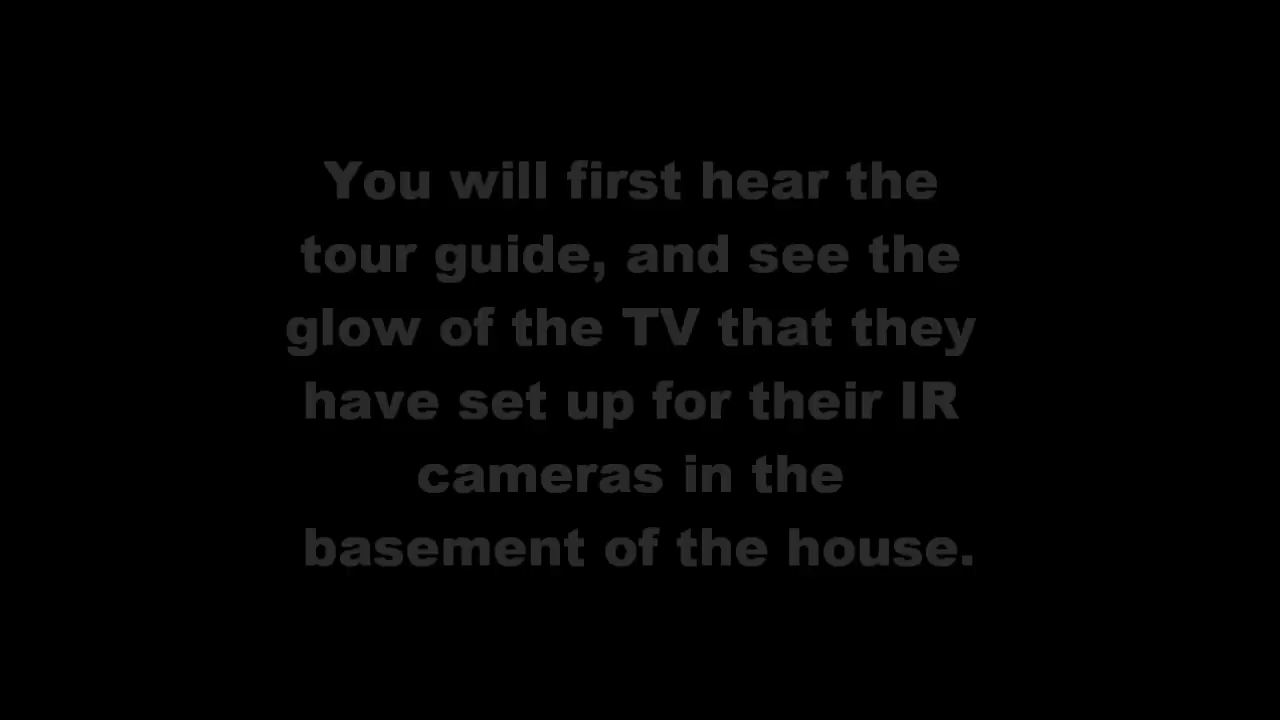 You will first hear the
tour guide, and see the
glow of the TV that they
have set up for their IR
cameras in the
basement of the house.